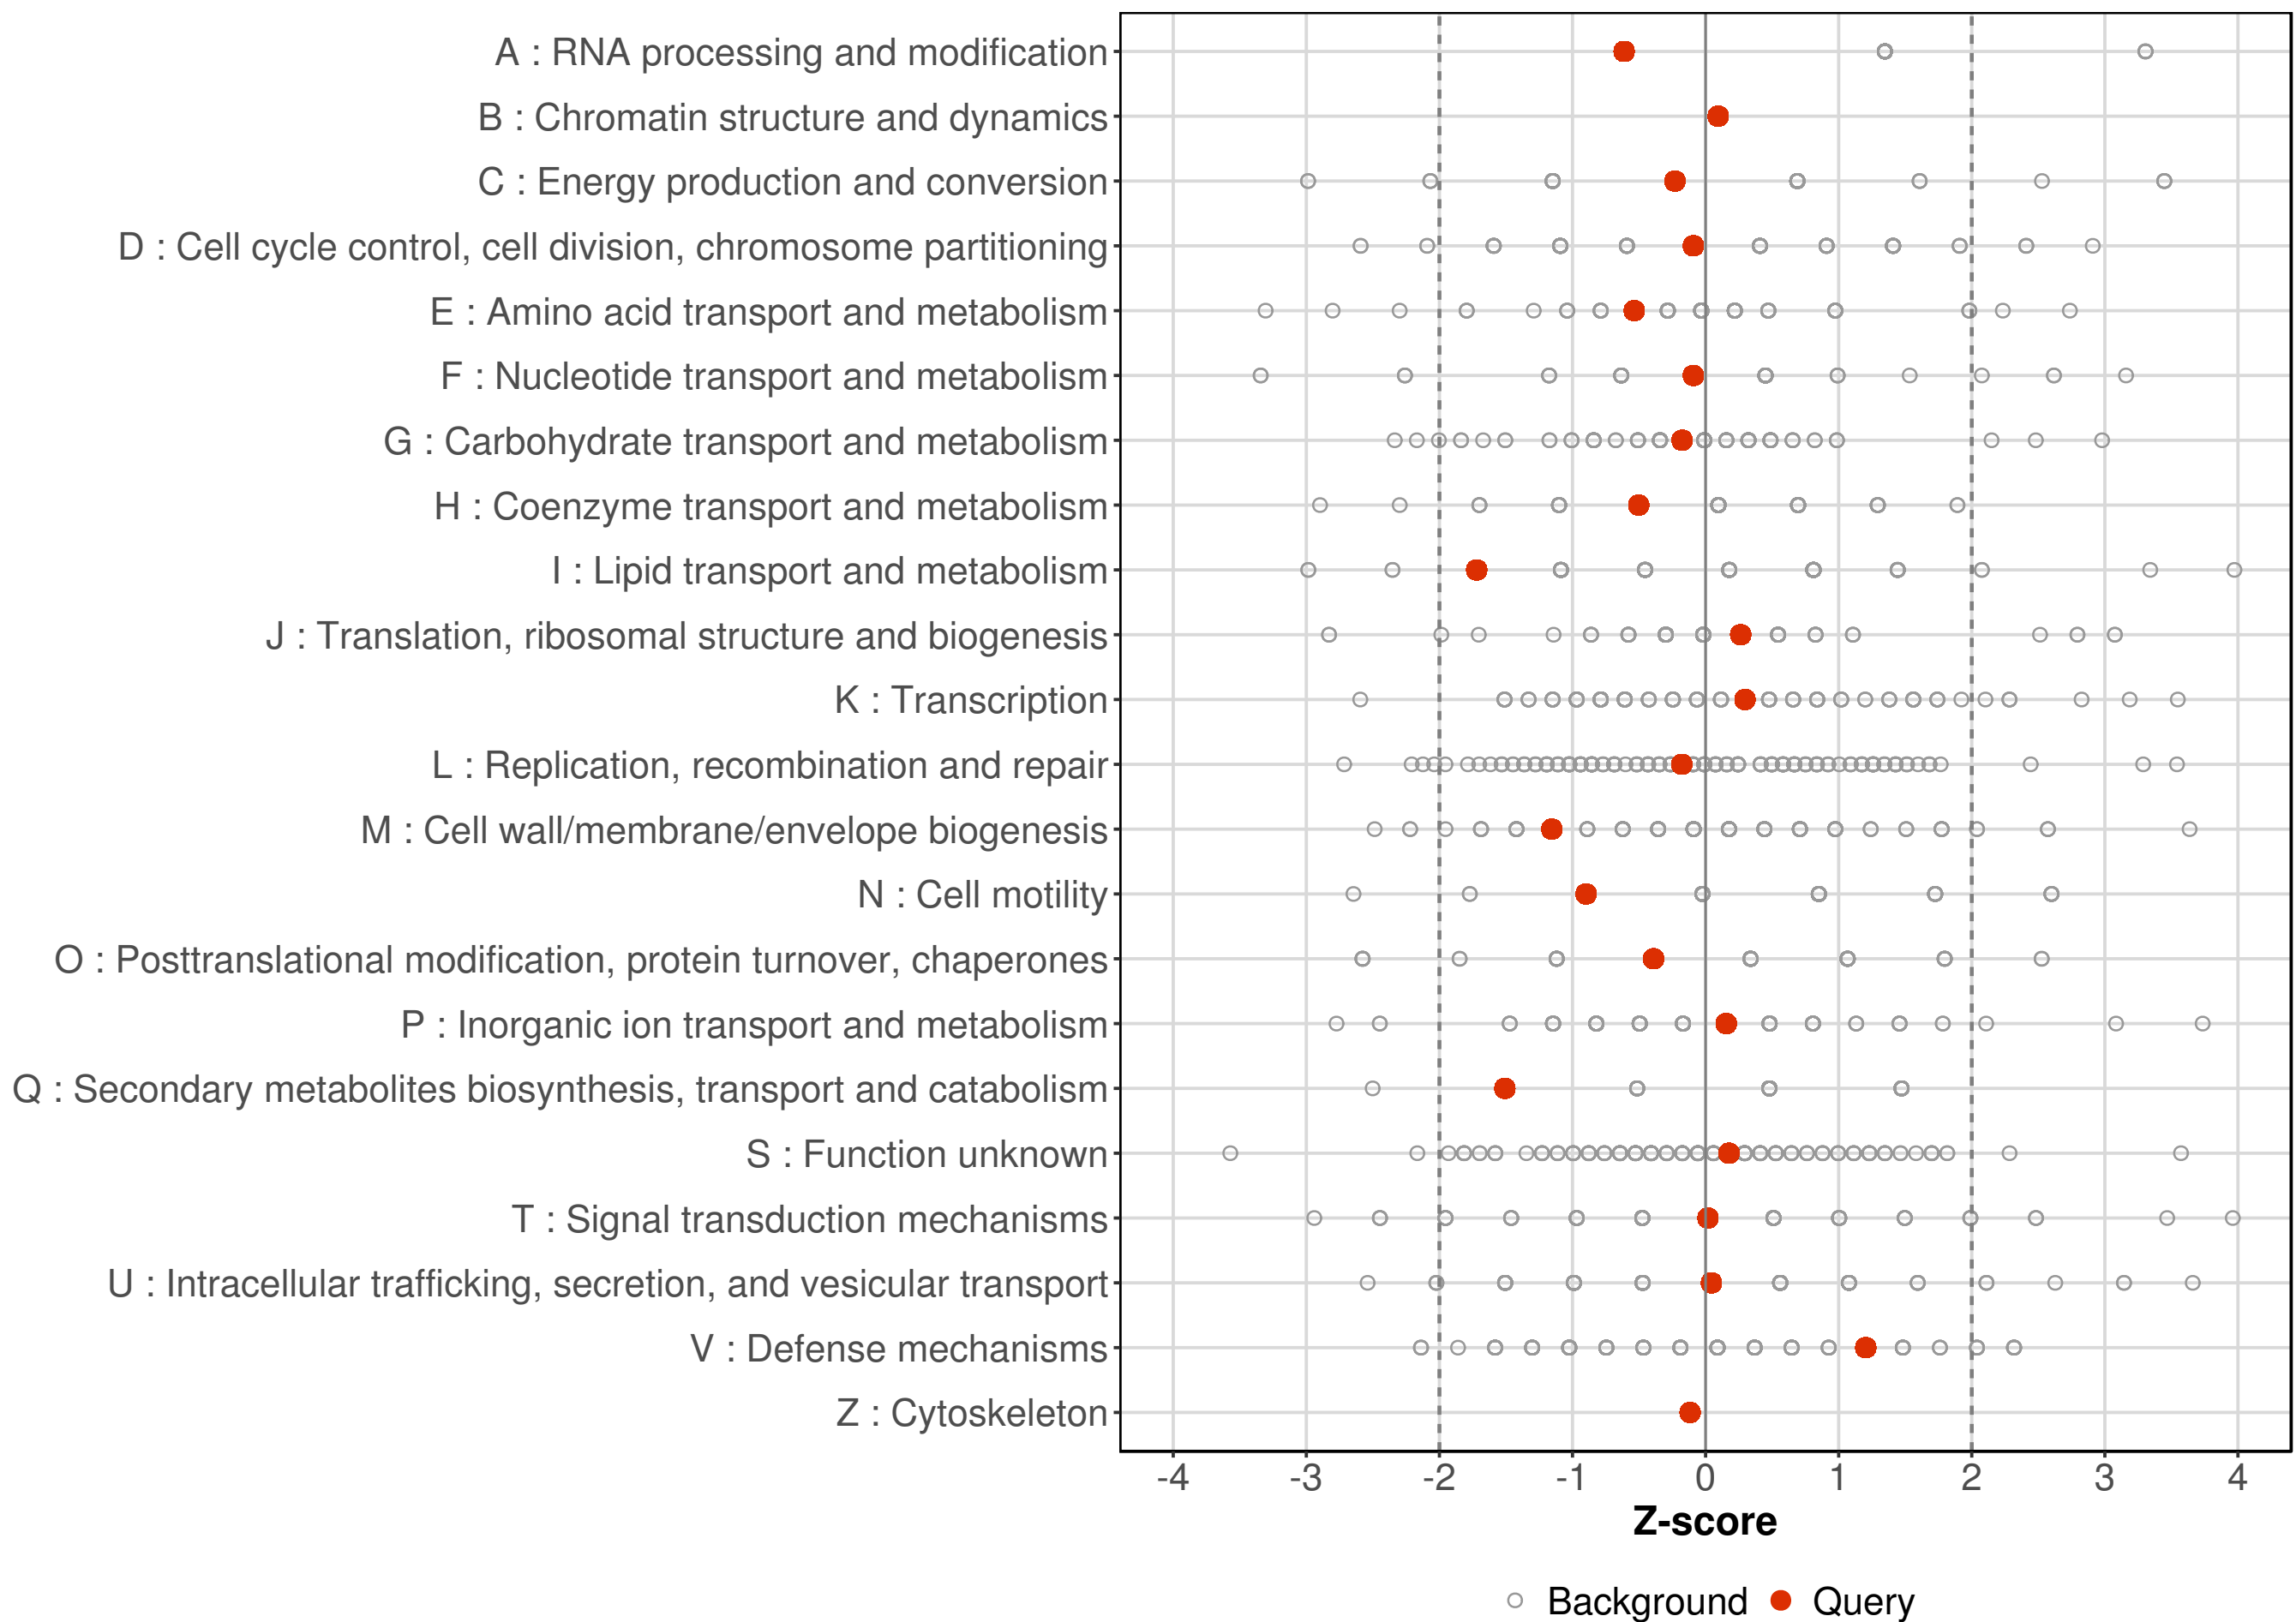 A : RNA processing and modification
B : Chromatin structure and dynamics
C : Energy production and conversion
D : Cell cycle control, cell division, chromosome partitioning
E : Amino acid transport and metabolism
F : Nucleotide transport and metabolism
G : Carbohydrate transport and metabolism
H : Coenzyme transport and metabolism
I : Lipid transport and metabolism
J : Translation, ribosomal structure and biogenesis
K : Transcription
L : Replication, recombination and repair
M : Cell wall/membrane/envelope biogenesis
N : Cell motility
O : Posttranslational modification, protein turnover, chaperones
P : Inorganic ion transport and metabolism
Q : Secondary metabolites biosynthesis, transport and catabolism
S : Function unknown
T : Signal transduction mechanisms
U : Intracellular trafficking, secretion, and vesicular transport
V : Defense mechanisms
Z : Cytoskeleton
-4 -3 -2 -1 0 1 2 3 4
Z-score
Background Query